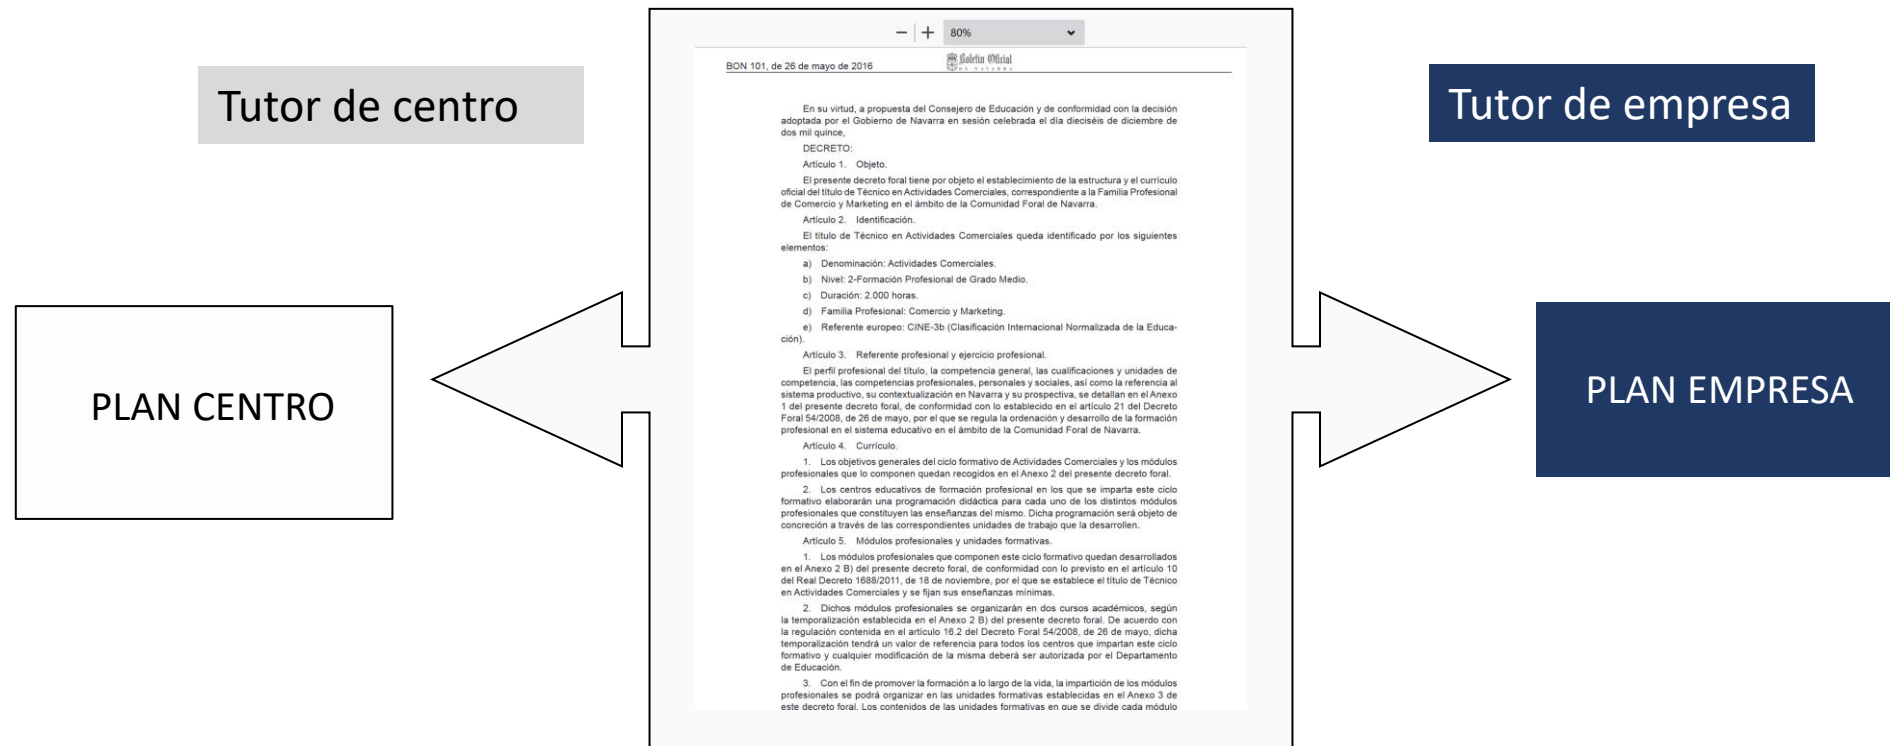 Tutor de centro
PLAN CENTRO
80%
BON 101, de 26 de mayo de 2016
Boletín Oficial
DE NAVARRA
En su virtud, a propuesta del Consejero de Educación y de conformidad con la decisión
adoptada por el Gobierno de Navarra en sesión celebrada el día dieciséis de diciembre de
dos mil quince,
DECRETO:
Artículo 1. Objeto.
El presente decreto foral tiene por objeto el establecimiento de la estructura y el currículo
oficial del título de Técnico en Actividades Comerciales, correspondiente a la Familia Profesional
de Comercio y Marketing en el ámbito de la Comunidad Foral de Navarra.
Artículo 2. Identificación.
El título de Técnico en Actividades Comerciales queda identificado por los siguientes
elementos:
a) Denominación: Actividades Comerciales.
b) Nivel: 2-Formación Profesional de Grado Medio.
c) Duración: 2.000 horas.
d) Familia Profesional: Comercio y Marketing.
e) Referente europeo: CINE-3b (Clasificación Internacional Normalizada de la Educa-
ción).
Artículo 3. Referente profesional y ejercicio profesional.
El perfil profesional del título, la competencia general, las cualificaciones y unidades de
competencia, las competencias profesionales, personales y sociales, así como la referencia al
sistema productivo, su contextualización en Navarra y su prospectiva, se detallan en el Anexo
1 del presente decreto foral, de conformidad con lo establecido en el artículo 21 del Decreto
Foral 54/2008, de 26 de mayo, por el que se regula la ordenación y desarrollo de la formación
profesional en el sistema educativo en el ámbito de la Comunidad Foral de Navarra.
Artículo 4. Currículo.
1. Los objetivos generales del ciclo formativo de Actividades Comerciales y los módulos
profesionales que lo componen quedan recogidos en el Anexo 2 del presente decreto foral.
2. Los centros educativos de formación profesional en los que se imparta este ciclo
formativo elaborarán una programación didáctica para cada uno de los distintos módulos
profesionales que constituyen las enseñanzas del mismo. Dicha programación será objeto de
concreción a través de las correspondientes unidades de trabajo que la desarrollen.
Artículo 5. Módulos profesionales y unidades formativas.
1. Los módulos profesionales que componen este ciclo formativo quedan desarrollados
en el Anexo 2 B) del presente decreto foral, de conformidad con lo previsto en el artículo 10
del Real Decreto 1688/2011, de 18 de noviembre, por el que se establece el título de Técnico
en Actividades Comerciales y se fijan sus enseñanzas mínimas.
2. Dichos módulos profesionales se organizarán en dos cursos académicos, según
la temporalización establecida en el Anexo 2 B) del presente decreto foral. De acuerdo con
la regulación contenida en el artículo 16.2 del Decreto Foral 54/2008, de 26 de mayo, dicha
temporalización tendrá un valor de referencia para todos los centros que impartan este ciclo
formativo y cualquier modificación de la misma deberá ser autorizada por el Departamento
de Educación.
3. Con el fin de promover la formación a lo largo de la vida, la impartición de los módulos
profesionales se podrá organizar en las unidades formativas establecidas en el Anexo 3 de
este decreto foral. Los contenidos de las unidades formativas en que se divide cada módulo
Tutor de empresa
PLAN EMPRESA